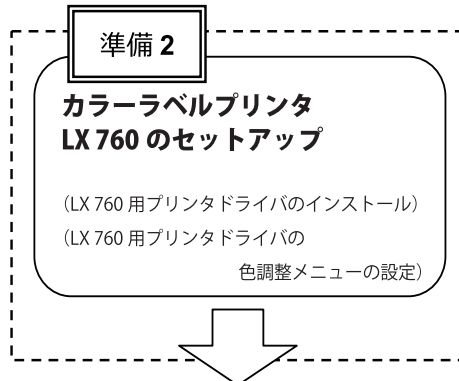 準備 2
カラーラベルプリンタ
LX 760 のセットアップ
（LX 760 用プリンタドライバのインストール）
（LX 760 用プリンタドライバの
色調整メニューの設定）